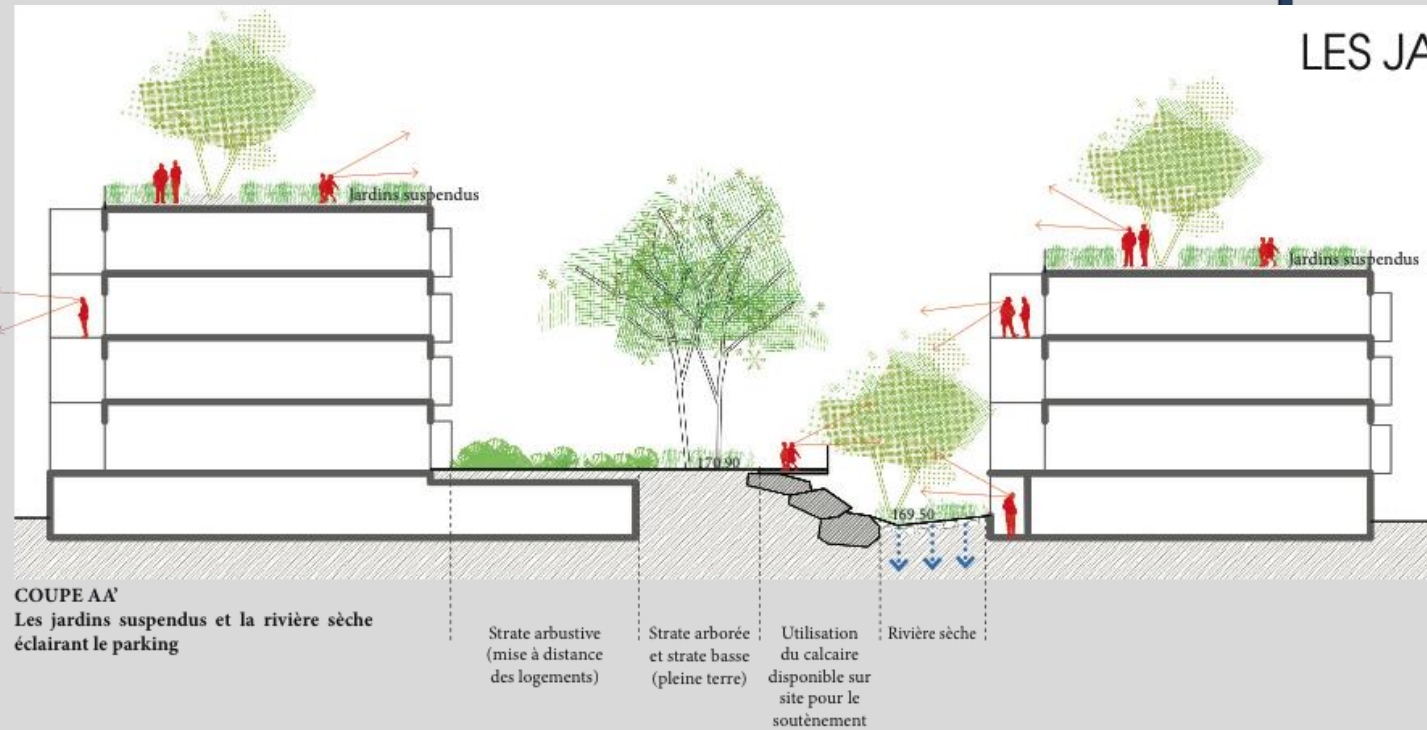 LES JA
Jardins suspendus
Jardins suspendus
170.90
169.50
COUPE AA’
Les jardins suspendus et la rivière sèche
éclairant le parking
Strate arbustive
(mise à distance
des logements)
Strate arborée
et strate basse
(pleine terre)
Utilisation
du calcaire
disponible sur
site pour le
soutènement
Rivière sèche